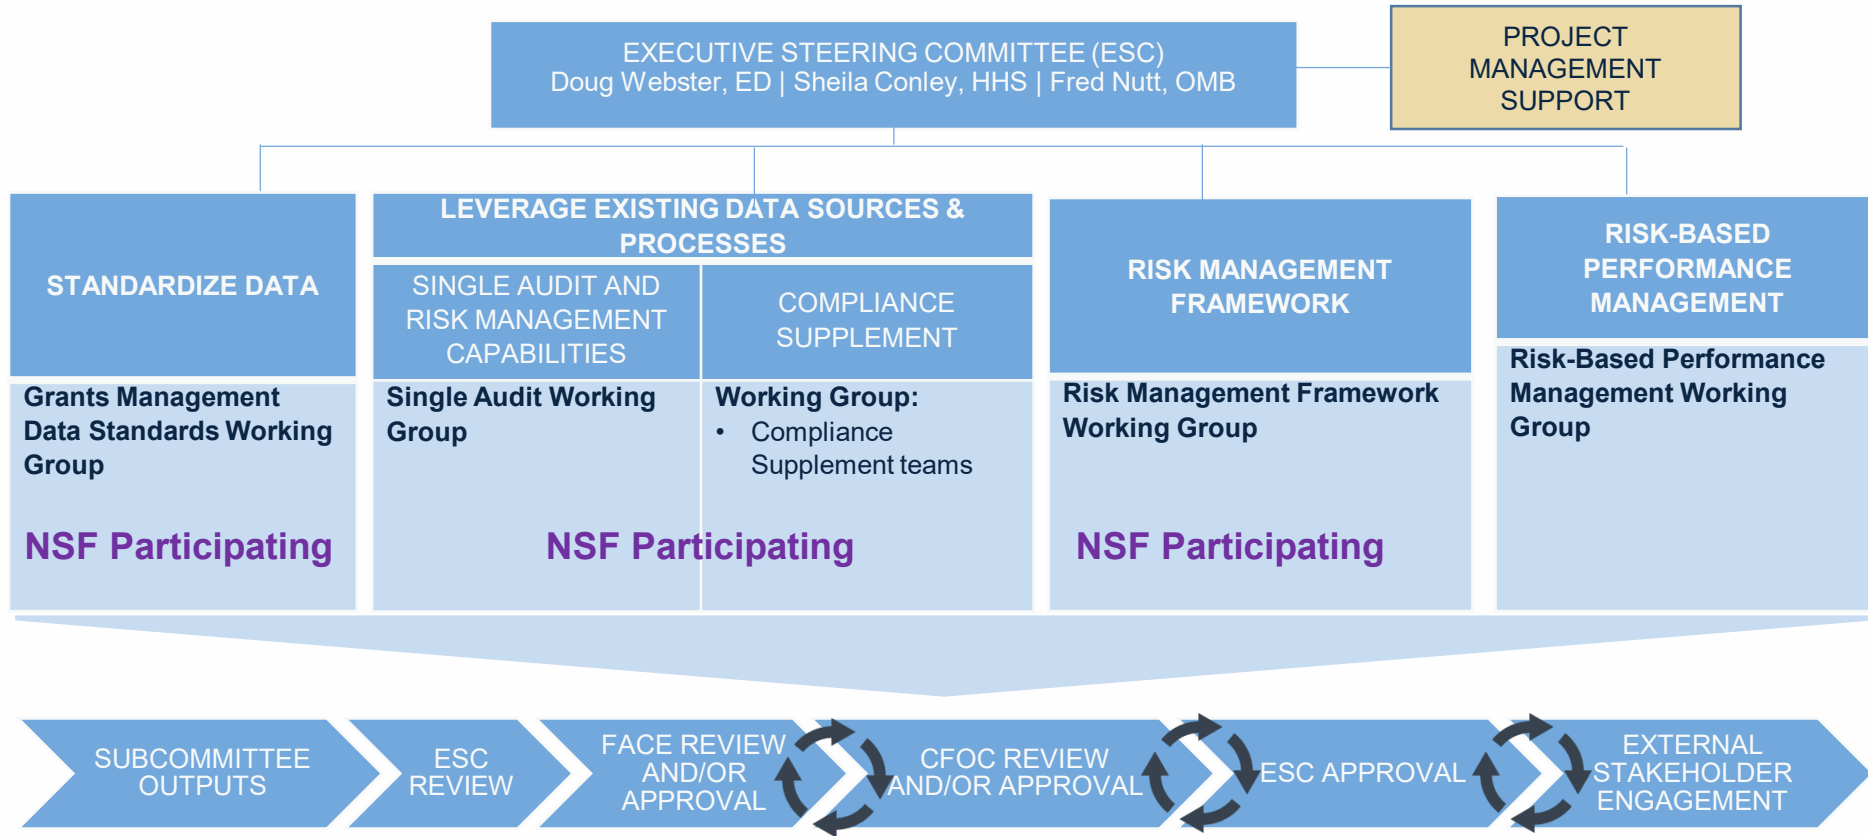 EXECUTIVE STEERING COMMITTEE (ESC)
Doug Webster, ED | Sheila Conley, HHS | Fred Nutt, OMB
PROJECT
MANAGEMENT
SUPPORT
STANDARDIZE DATA
LEVERAGE EXISTING DATA SOURCES &
PROCESSES
SINGLE AUDIT AND
RISK MANAGEMENT
CAPABILITIES
COMPLIANCE
SUPPLEMENT
RISK MANAGEMENT
FRAMEWORK
RISK-BASED
PERFORMANCE
MANAGEMENT
Grants Management
Data Standards Working
Group
NSF Participating
Single Audit Working
Group
Working Group:
• Compliance
Supplement teams
NSF Participating
Risk Management Framework
Working Group
NSF Participating
Risk-Based Performance
Management Working
Group
SUBCOMMITTEE
OUTPUTS
ESC
REVIEW
FACE REVIEW
AND/OR
APPROVAL
CFOC REVIEW
AND/OR APPROVAL
ESC APPROVAL
EXTERNAL
STAKEHOLDER
ENGAGEMENT